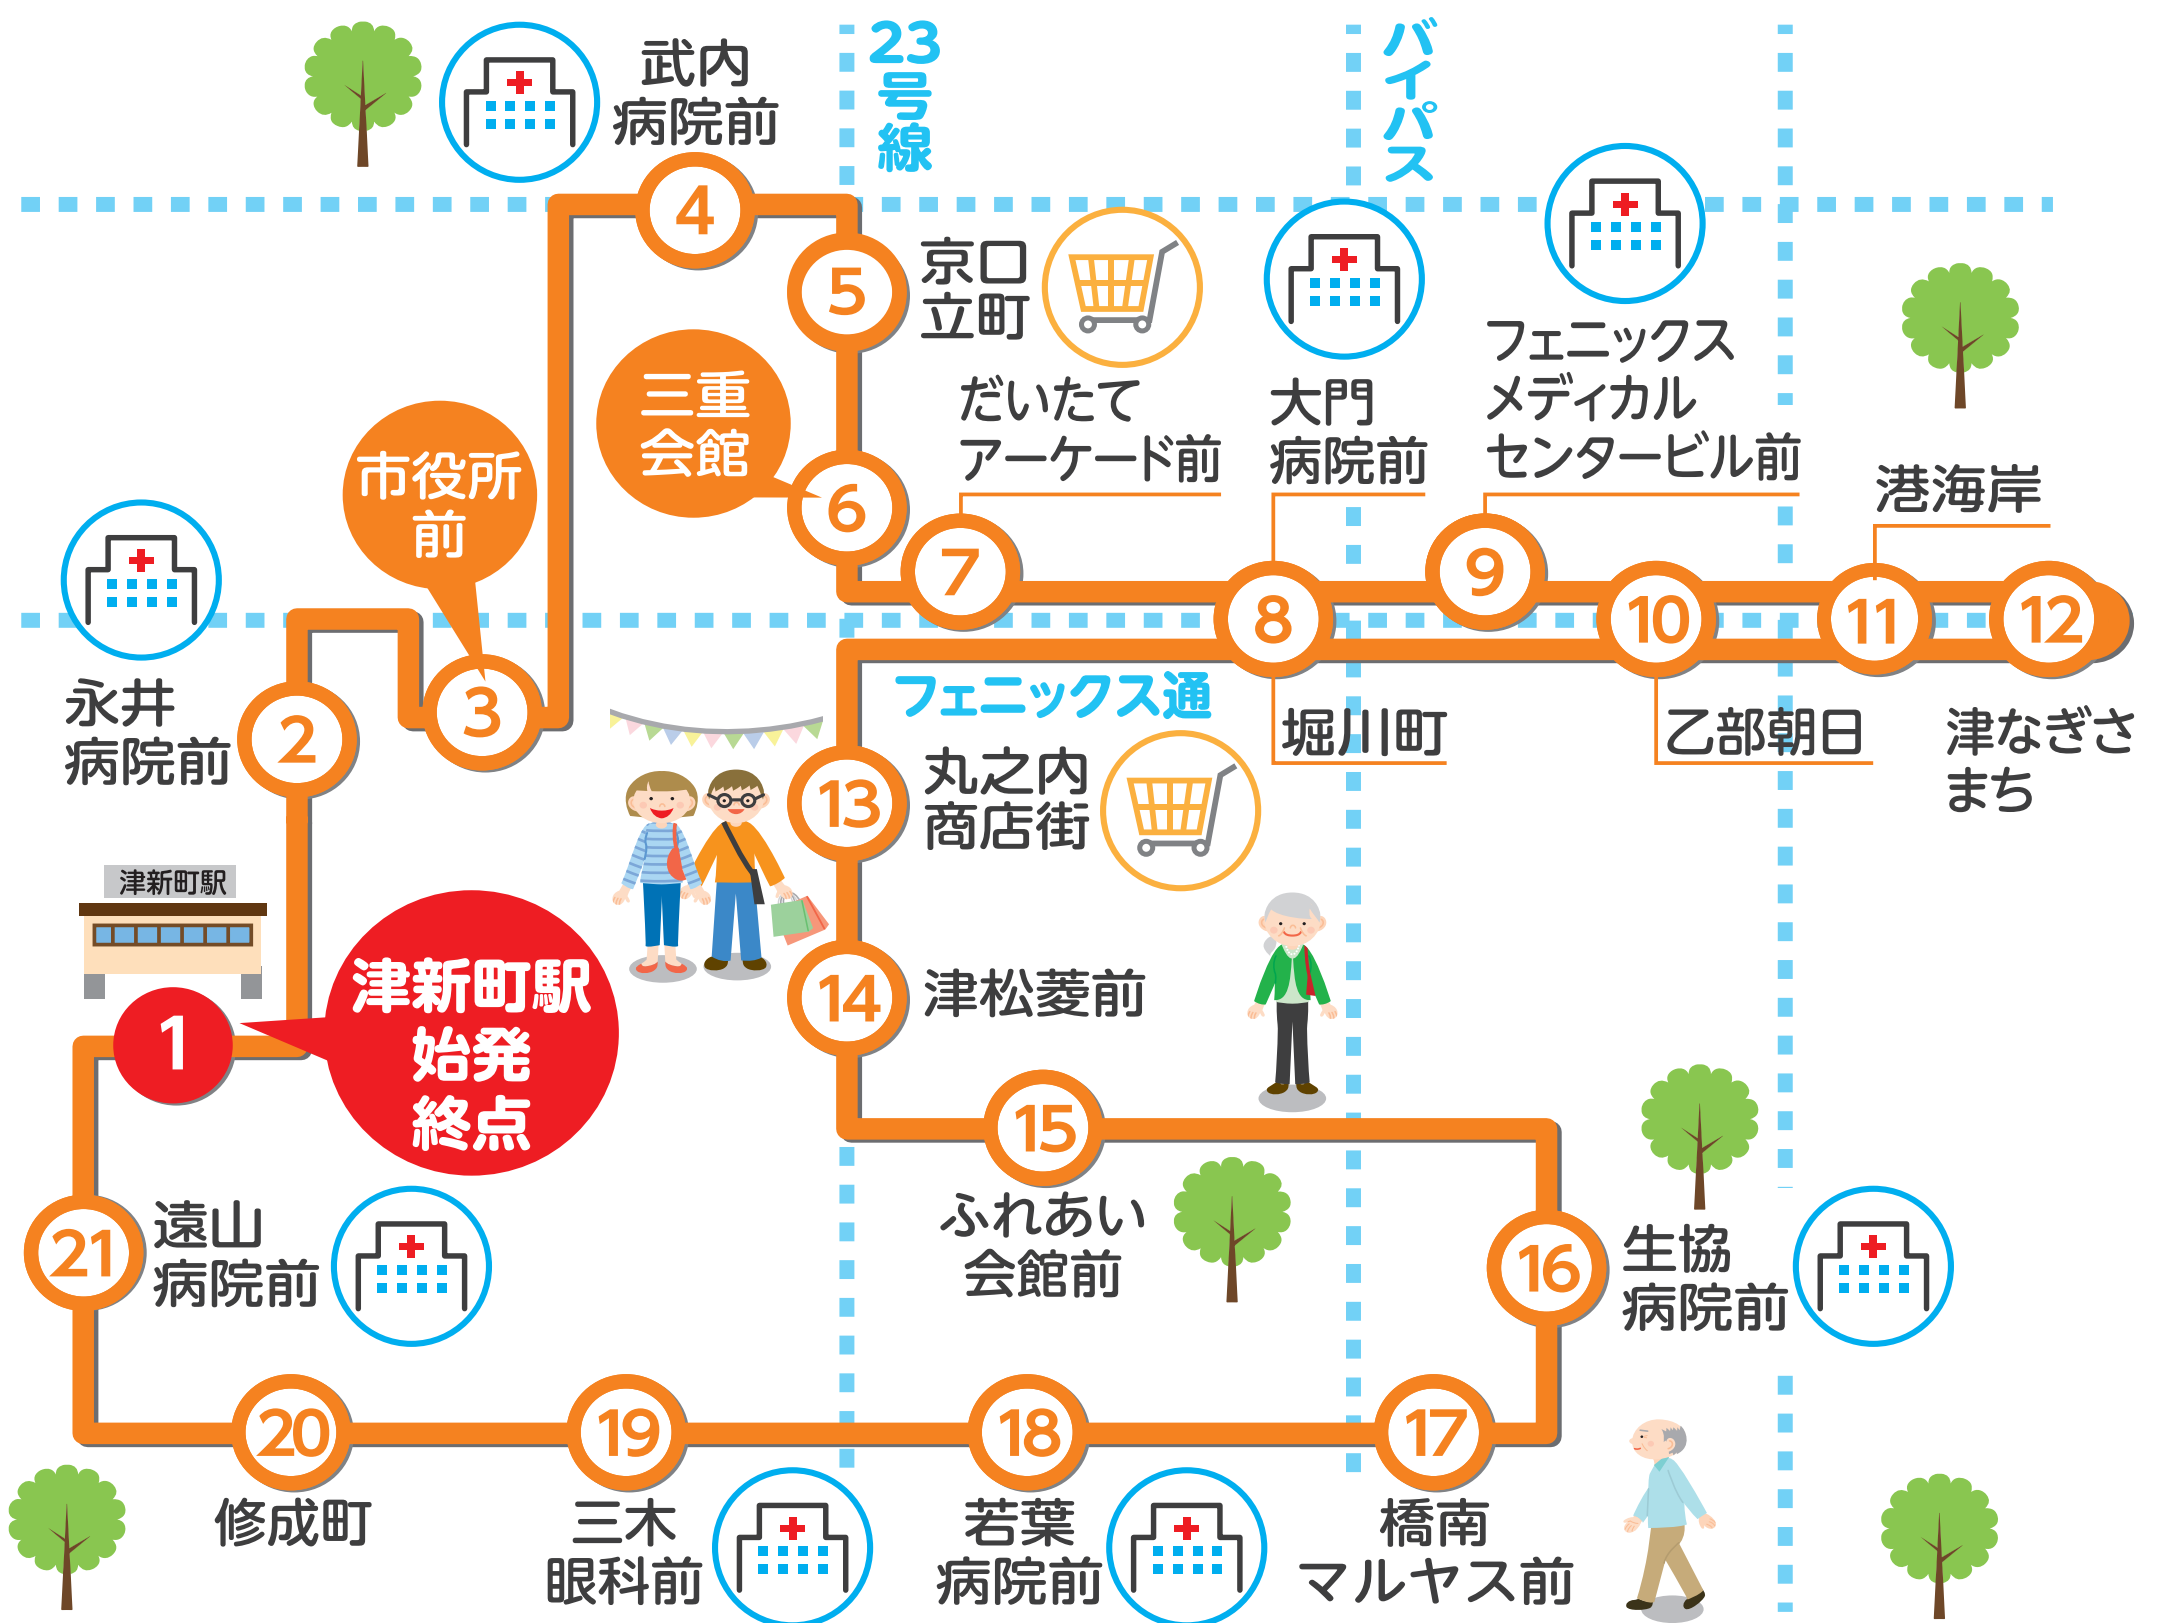 武内
病院前
23
号
線
バイパス
4
5
京口
立町
だいたて
アーケード前
大門
病院前
フェニックス
メディカル
センタービル前
港海岸
三重
会館
市役所
前
6
7
8
9
10
11
12
永井
病院前
2
3
フェニックス通
堀川町
乙部朝日
津なぎさ
まち
13
丸之内
商店街
津新町駅
1
津新町駅
始発
終点
14
津松菱前
15
ふれあい
会館前
16
生協
病院前
21
遠山
病院前
20
19
18
17
修成町
三木
眼科前
若葉
病院前
橋南
マルヤス前